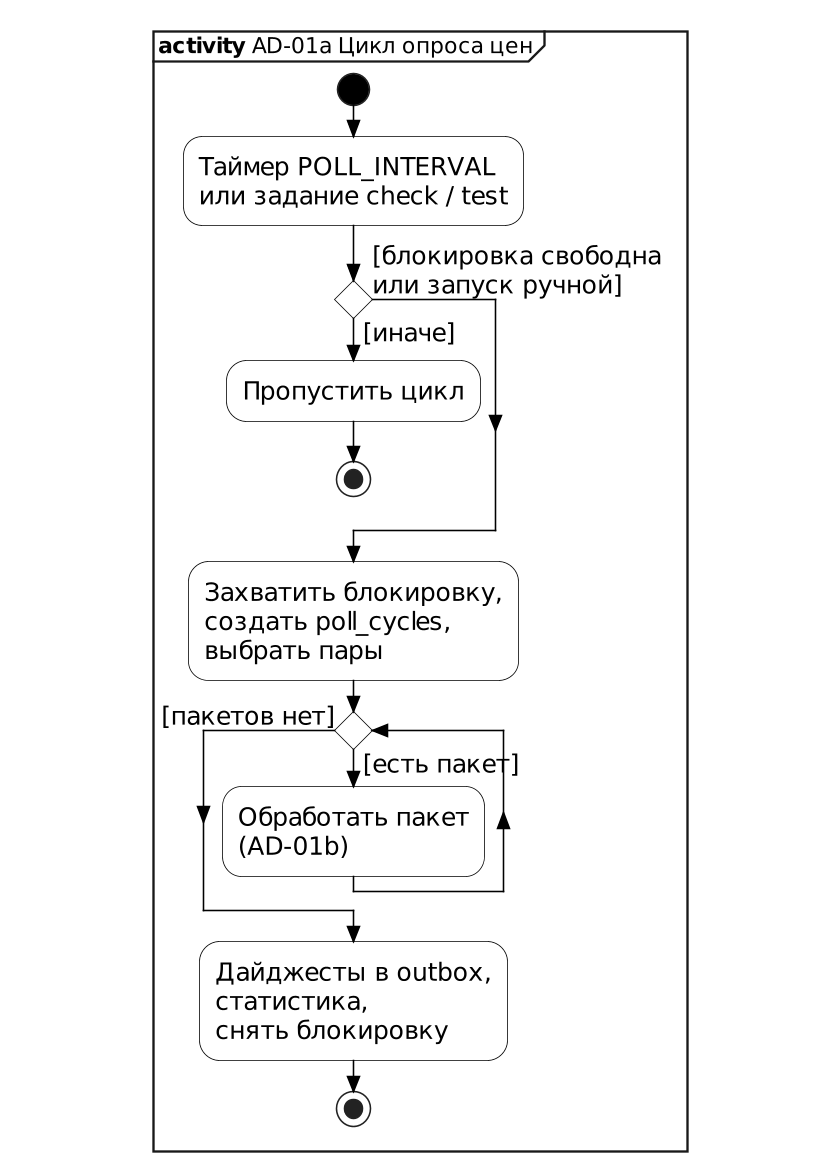 activity AD-01a Цикл опроса цен
Таймер POLL_INTERVAL
или задание check / test
[блокировка свободна
или запуск ручной]
[иначе]
Пропустить цикл
Захватить блокировку,
создать poll_cycles,
выбрать пары
[пакетов нет]
[есть пакет]
Обработать пакет
(AD-01b)
Дайджесты в outbox,
статистика,
снять блокировку